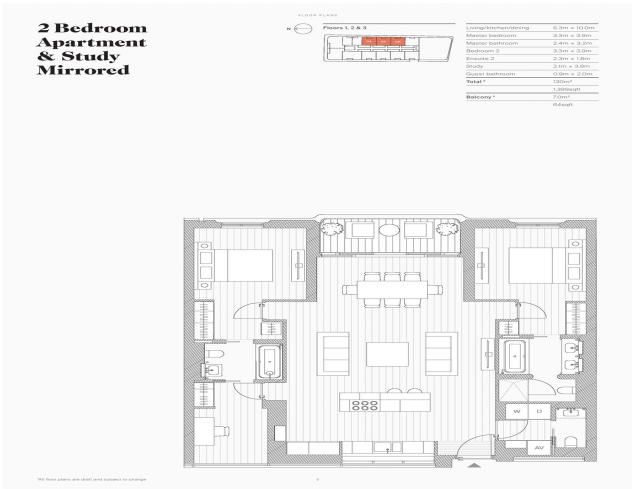 FLOOR PLANS
2 Bedroom
Apartment
& Study
Mirrored
N
Floors 1, 2 & 3
Living/kitchen/dining 6.3m × 10.0m
Master bedroom 3.3m × 3.9m
Master bathroom 2.4m × 3.2m
Bedroom 2 3.3m × 3.9m
Ensuite 2 2.3m × 1.8m
Study 2.1m × 3.9m
Guest bathroom 0.9m × 2.0m
Total * 130m²
1,399sqft
Balcony * 7.0m²
64sqft
W D
AV
*All floor plans are draft and subject to change